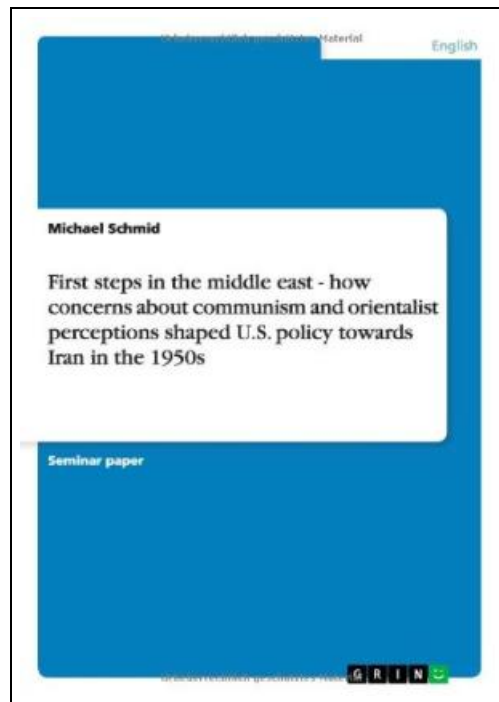 Material
English
Michael Schmid
First steps in the middle east - how
concerns about communism and orientalist
perceptions shaped U.S. policy towards
Iran in the 1950s
Seminar paper
GRIN